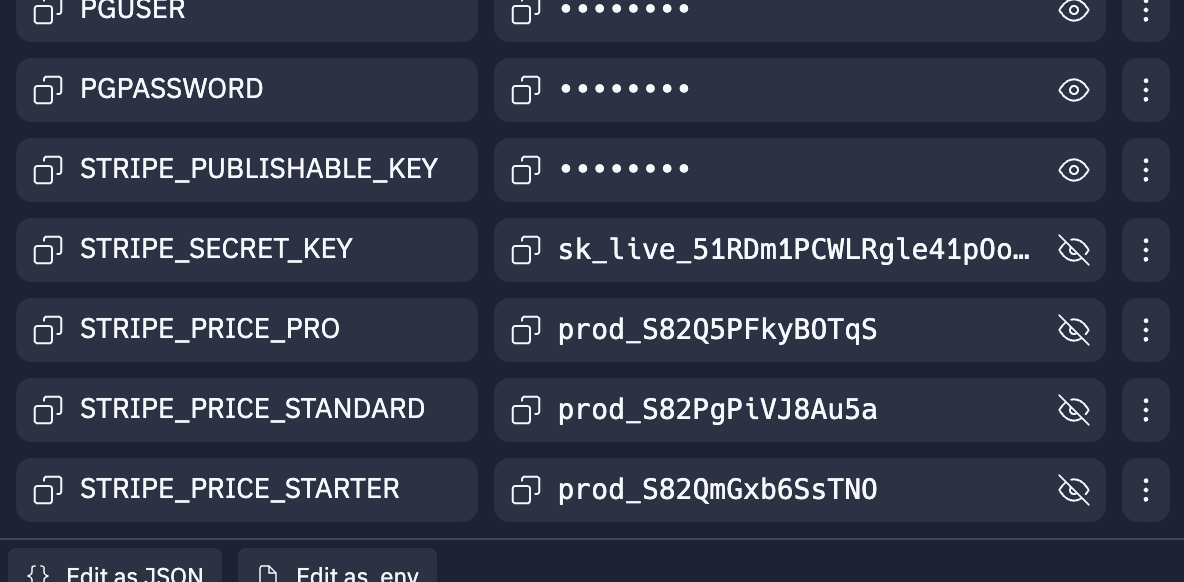 PGUSER
••••••••
PGPASSWORD
••••••••
STRIPE_PUBLISHABLE_KEY
••••••••
STRIPE_SECRET_KEY
sk_live_51RDm1PCWLRgle41pOo…
STRIPE_PRICE_PRO
prod_S82Q5PFkyBOTqS
STRIPE_PRICE_STANDARD
prod_S82PgPiVJ8Au5a
STRIPE_PRICE_STARTER
prod_S82QmGxb6SsTNO
{} Edit as JSON
Edit as .env